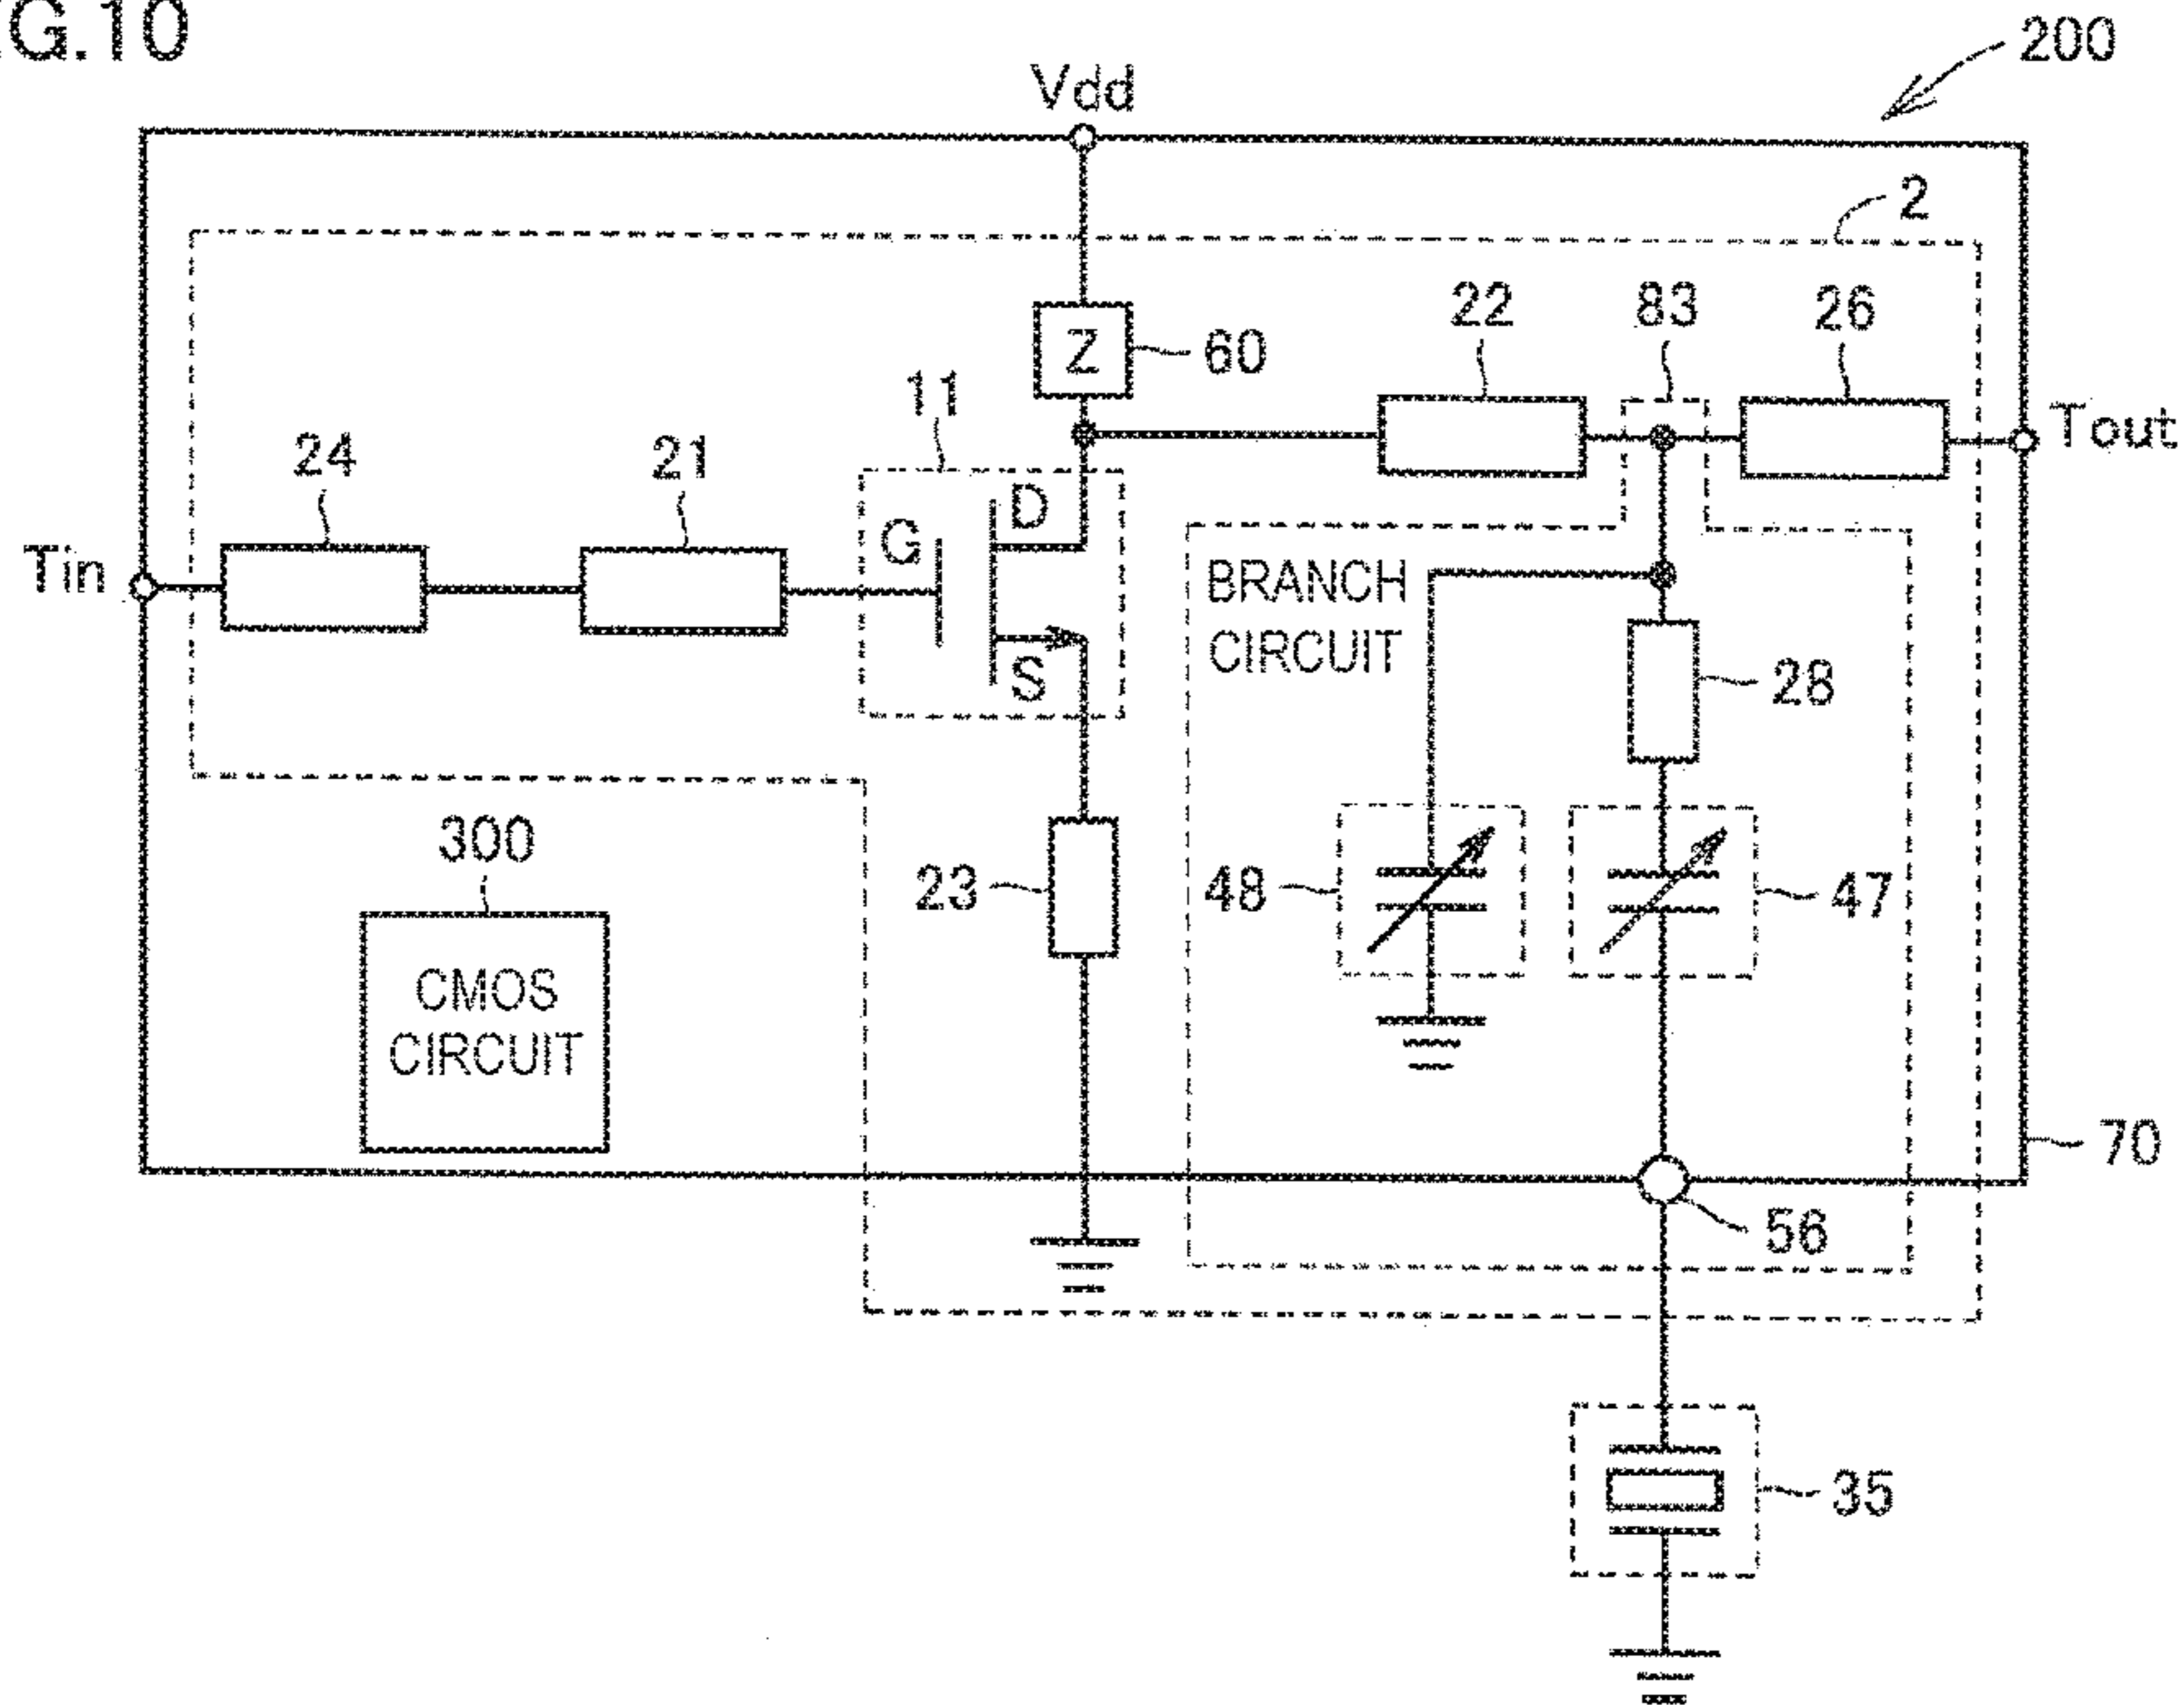 G.10
200
Vdd
2
Z
60
22
83
26
Tout
11
24
21
G
D
S
Tin
BRANCH
CIRCUIT
28
300
CMOS
CIRCUIT
23
48
47
70
56
35